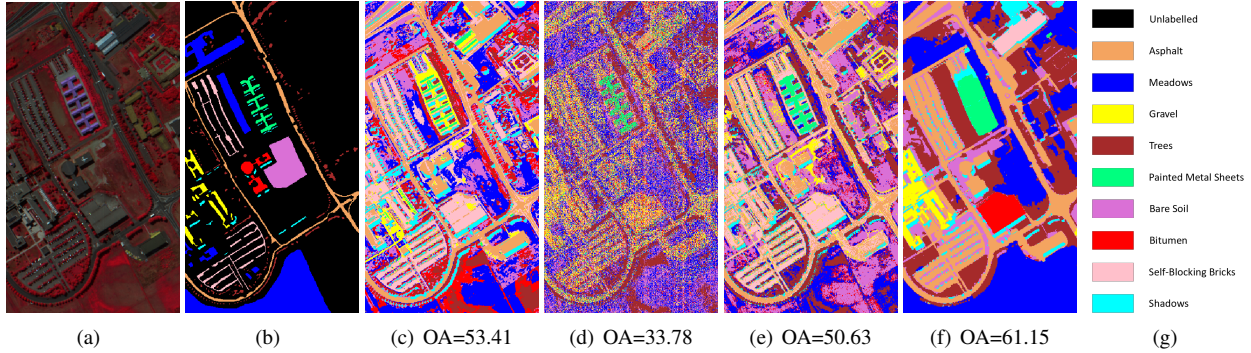 Unlabelled
Asphalt
Meadows
Gravel
Trees
Painted Metal Sheets
Bare Soil
Bitumen
Self-Blocking Bricks
Shadows
(a)
(b)
(c) OA=53.41
(d) OA=33.78
(e) OA=50.63
(f) OA=61.15
(g)